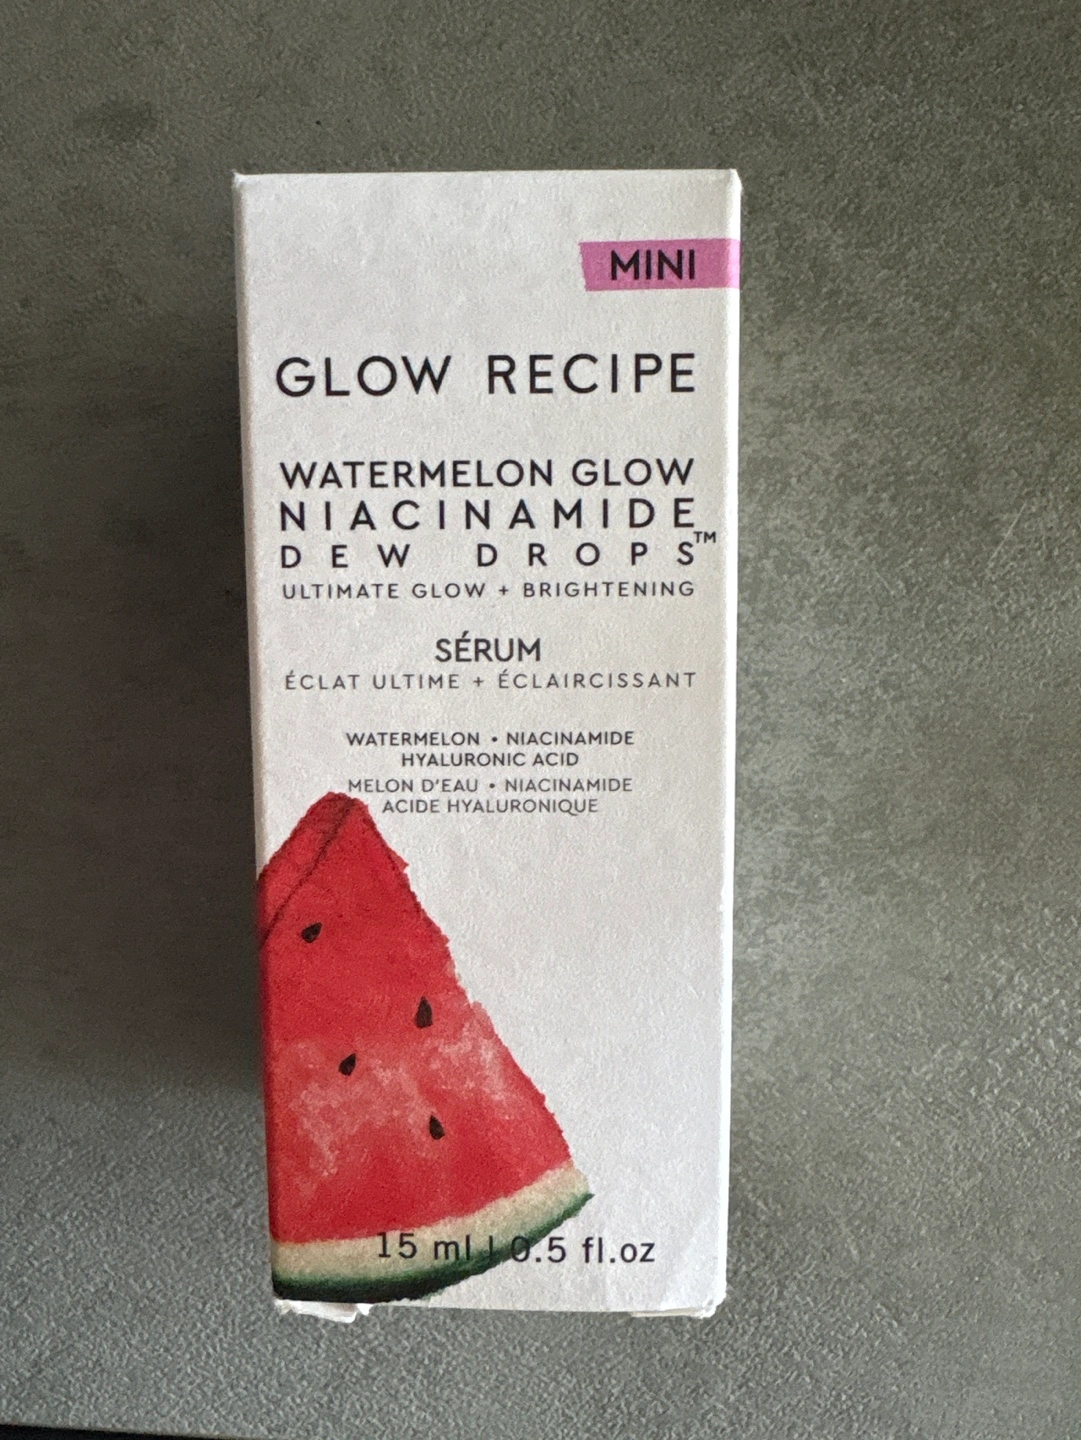 MINI
GLOW RECIPE
WATERMELON GLOW
NIACINAMIDE
DEW DROPS™
ULTIMATE GLOW + BRIGHTENING
SÉRUM
ÉCLAT ULTIME + ÉCLAIRCISSANT
WATERMELON • NIACINAMIDE
HYALURONIC ACID
MELON D'EAU • NIACINAMIDE
ACIDE HYALURONIQUE
15 ml | 0.5 fl.oz